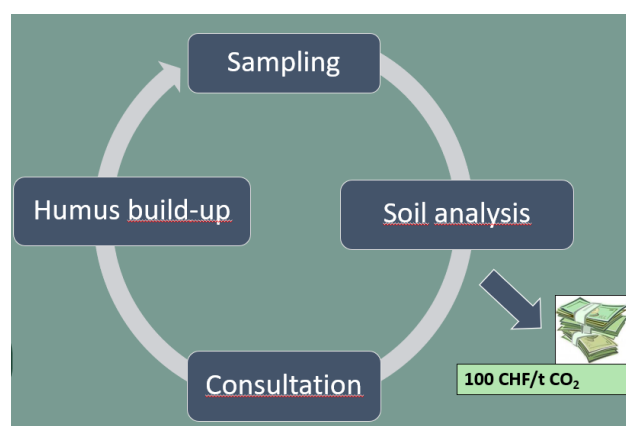 Sampling
Humus build-up
Soil analysis
Consultation
100 CHF/t CO₂